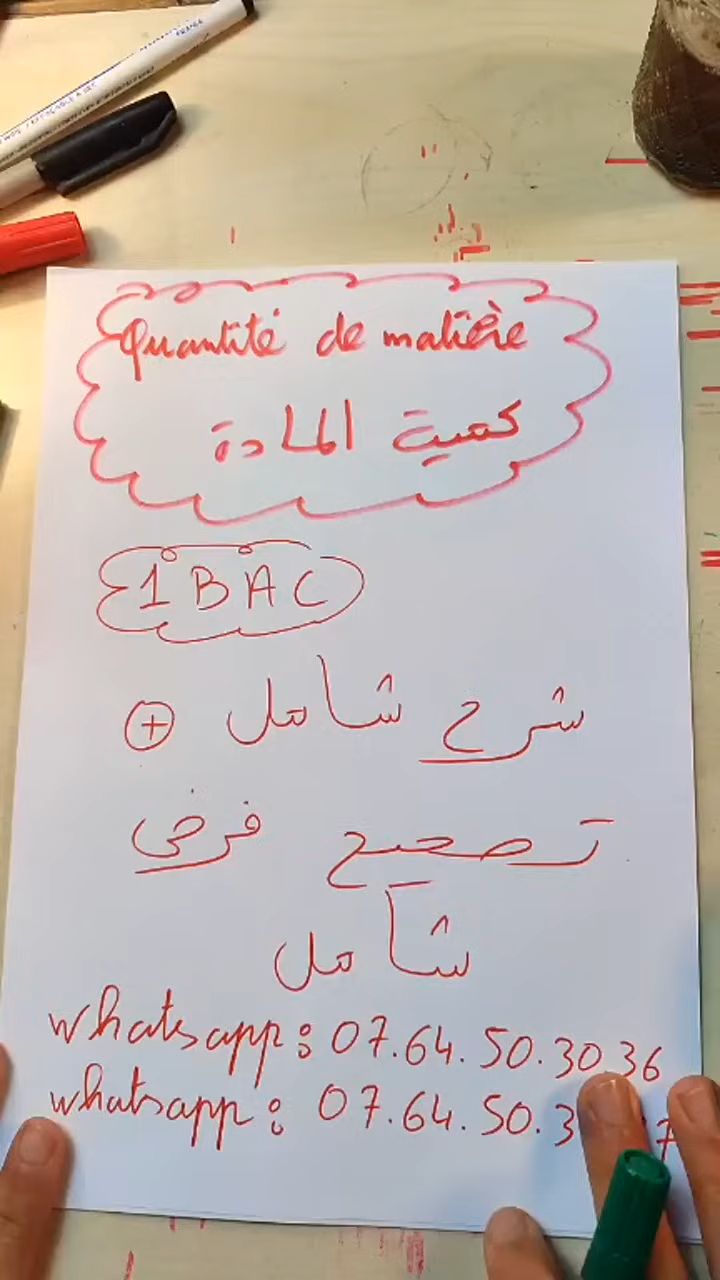 Quantité de matière
كمية المادة
1 BAC
شرح شامل +
تصحيح فرض
شامل
whatsapp: 07.64.50.30 36
whatsapp: 07.64.50.3